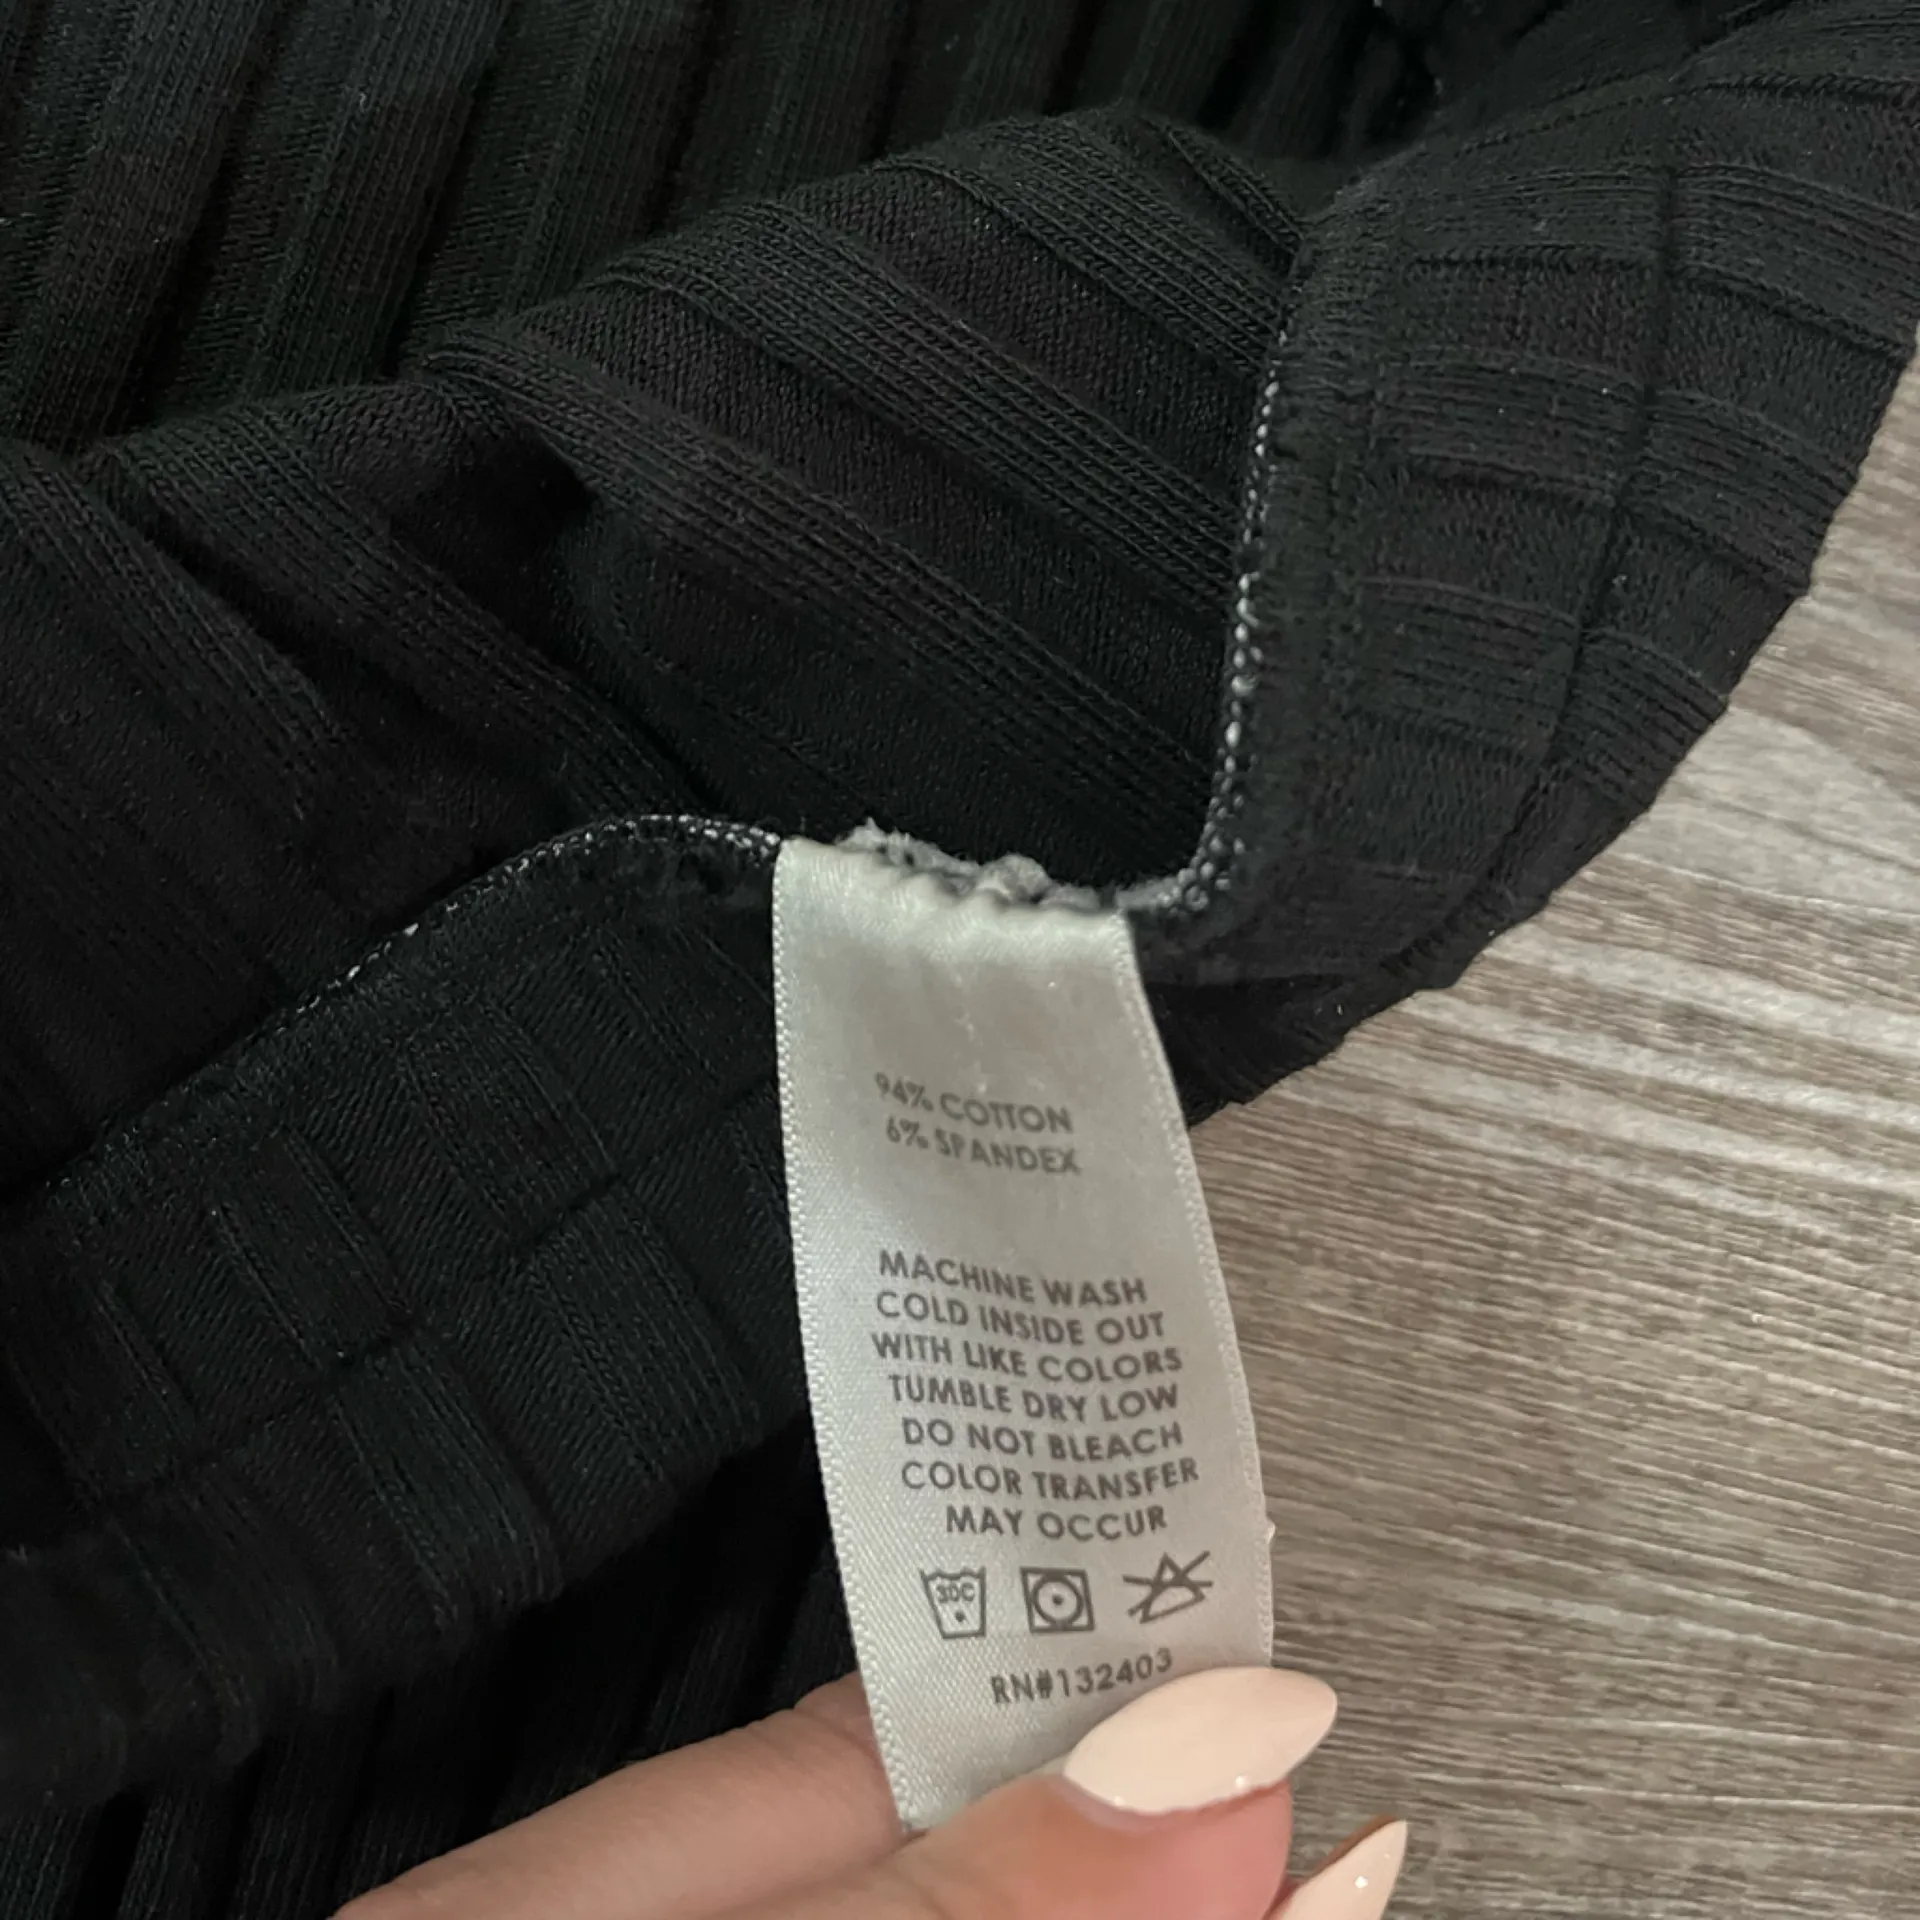 94% COTTON
6% SPANDEX
MACHINE WASH
COLD INSIDE OUT
WITH LIKE COLORS
TUMBLE DRY LOW
DO NOT BLEACH
COLOR TRANSFER
MAY OCCUR
30C
RN#132403